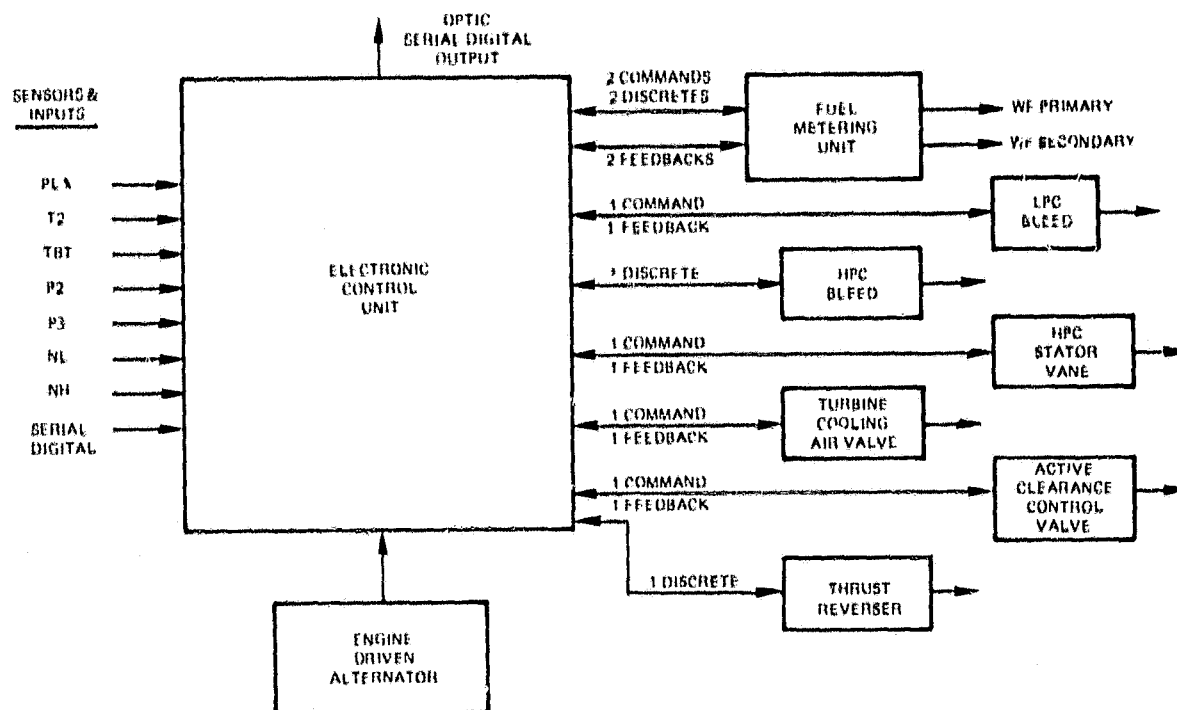 OPTIC
SERIAL DIGITAL
OUTPUT
SENSORS &
INPUTS
PLA
T2
TBT
P2
P3
NL
NH
SERIAL
DIGITAL
ELECTRONIC
CONTROL
UNIT
ENGINE
DRIVEN
ALTERNATOR
2 COMMANDS
2 DISCRETES
2 FEEDBACKS
FUEL
METERING
UNIT
WF PRIMARY
WF SECONDARY
1 COMMAND
1 FEEDBACK
LPC
BLEED
1 DISCRETE
HPC
BLEED
1 COMMAND
1 FEEDBACK
HPC
STATOR
VANE
1 COMMAND
1 FEEDBACK
TURBINE
COOLING
AIR VALVE
1 COMMAND
1 FEEDBACK
ACTIVE
CLEARANCE
CONTROL
VALVE
1 DISCRETE
THRUST
REVERSER